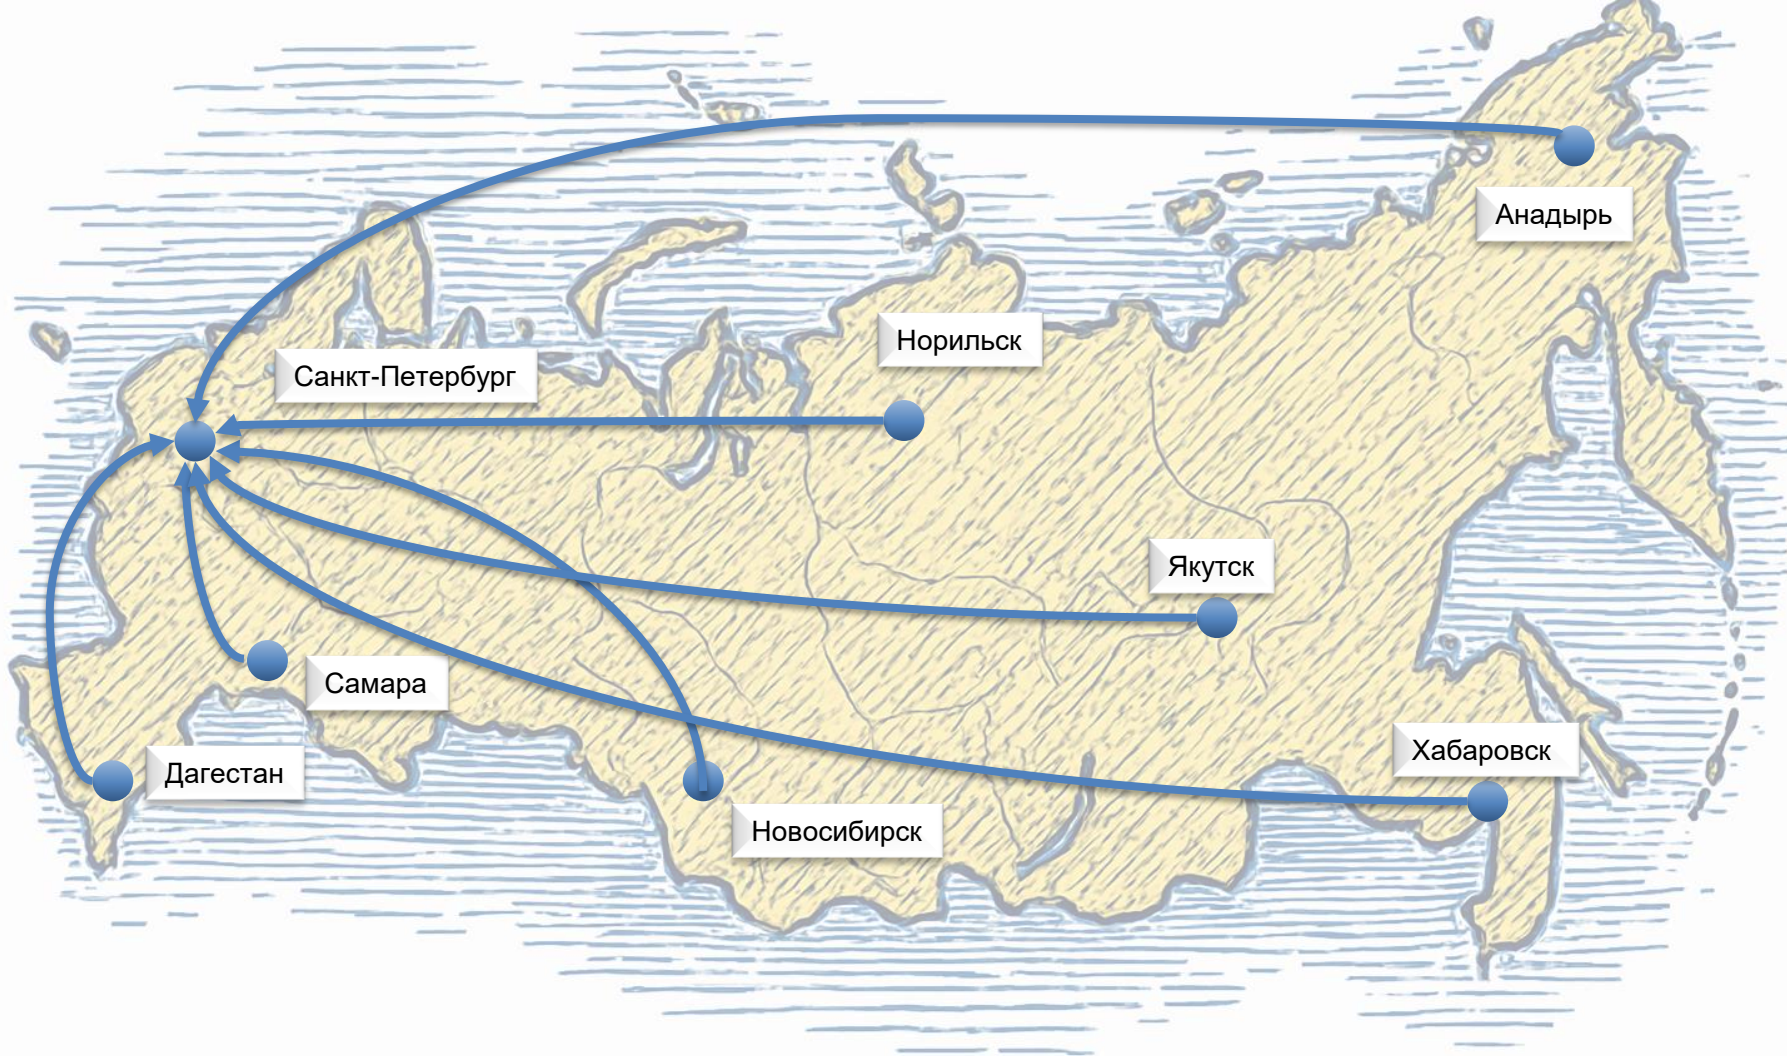 Анадырь
Норильск
Санкт-Петербург
Якутск
Самара
Хабаровск
Дагестан
Новосибирск